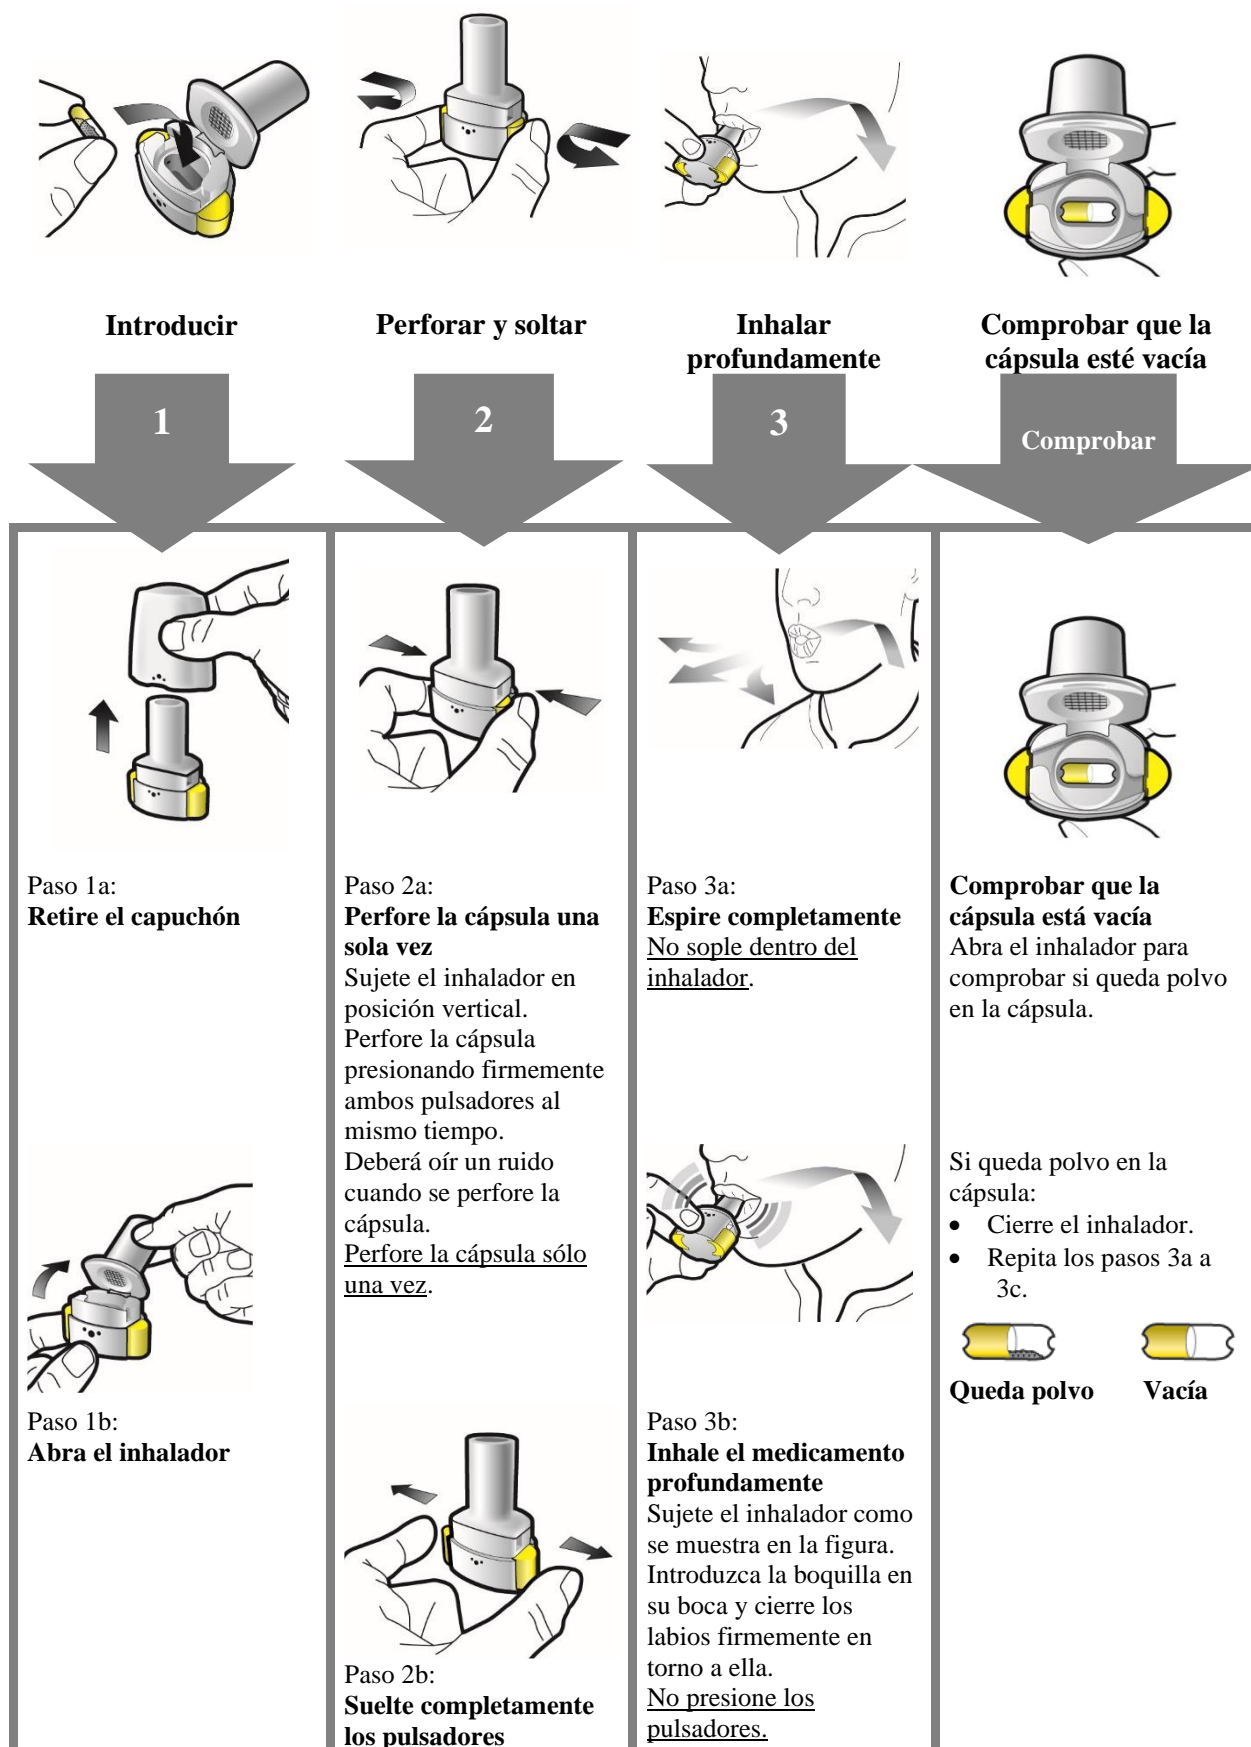 Introducir
Perforar y soltar
Inhalar
profundamente
Comprobar que la
cápsula esté vacía
1
2
3
Comprobar
Paso 1a:
Retire el capuchón
Paso 1b:
Abra el inhalador
Paso 2a:
Perfore la cápsula una
sola vez
Sujete el inhalador en
posición vertical.
Perfore la cápsula
presionando firmemente
ambos pulsadores al
mismo tiempo.
Deberá oír un ruido
cuando se perfore la
cápsula.
Perfore la cápsula sólo
una vez.
Paso 2b:
Suelte completamente
los pulsadores
Paso 3a:
Espire completamente
No sople dentro del
inhalador.
Paso 3b:
Inhale el medicamento
profundamente
Sujete el inhalador como
se muestra en la figura.
Introduzca la boquilla en
su boca y cierre los
labios firmemente en
torno a ella.
No presione los
pulsadores.
Comprobar que la
cápsula está vacía
Abra el inhalador para
comprobar si queda polvo
en la cápsula.
Si queda polvo en la
cápsula:
• Cierre el inhalador.
• Repita los pasos 3a a
3c.
Queda polvo Vacía